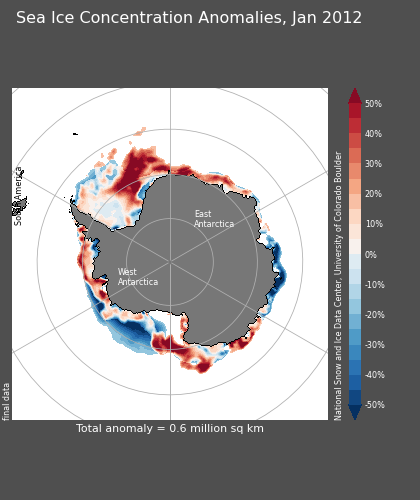 Sea Ice Concentration Anomalies, Jan 2012
South America
East
Antarctica
West
Antarctica
final data
National Snow and Ice Data Center, University of Colorado Boulder
50%
40%
30%
20%
10%
0%
-10%
-20%
-30%
-40%
-50%
Total anomaly = 0.6 million sq km